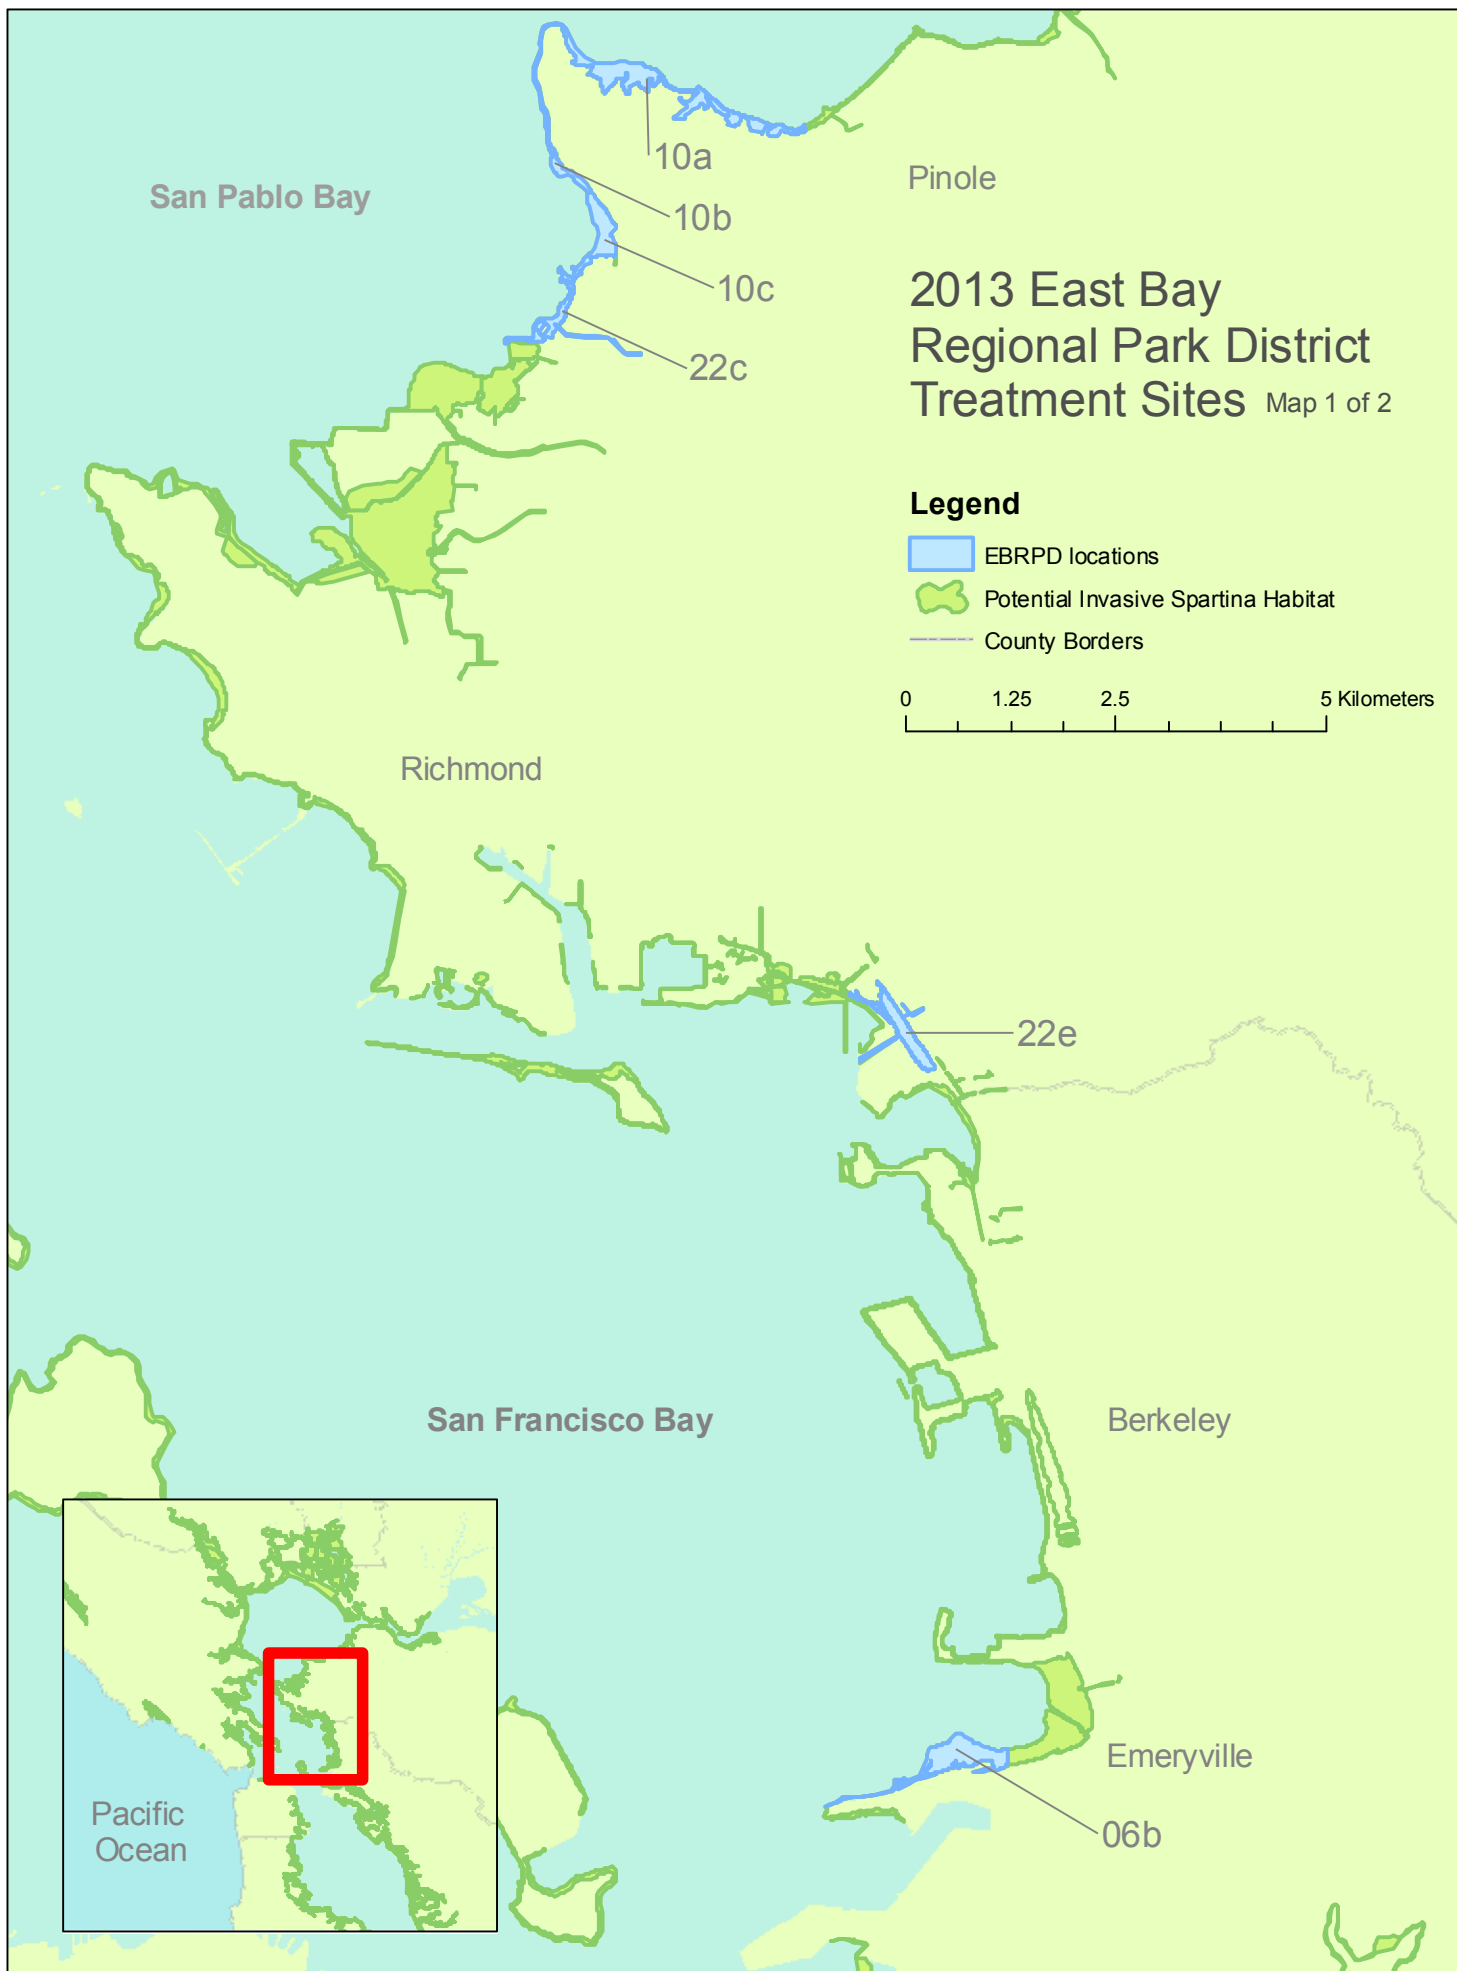 10a
San Pablo Bay
Pinole
10b
10c
22c
2013 East Bay
Regional Park District
Treatment Sites Map 1 of 2
Legend
EBRPD locations
Potential Invasive Spartina Habitat
County Borders
0 1.25 2.5 5 Kilometers
Richmond
22e
San Francisco Bay
Berkeley
Emeryville
06b
Pacific
Ocean